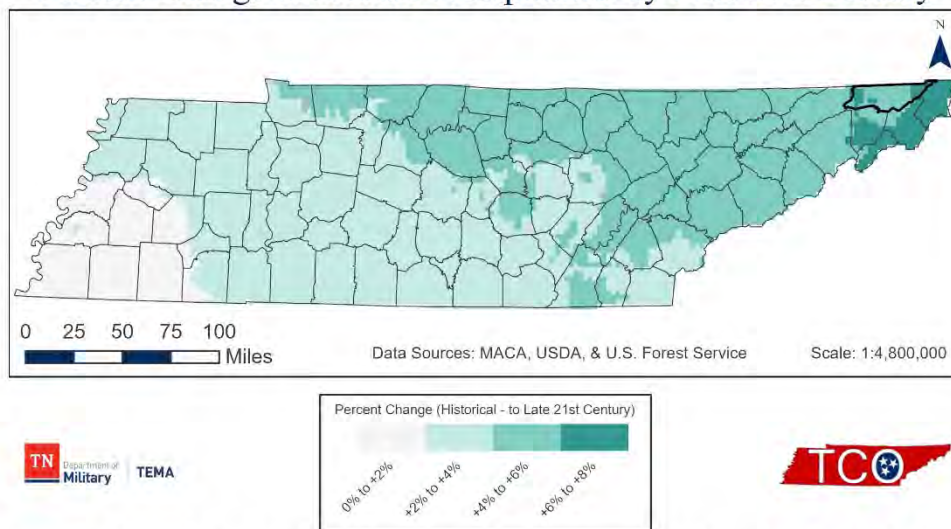 N
0 25 50 75 100
Miles
Data Sources: MACA, USDA, & U.S. Forest Service
Scale: 1:4,800,000
Percent Change (Historical - to Late 21st Century)
0% to +2%
+2% to +4%
+4% to +6%
+6% to +8%
TN
Department of
Military
TEMA
TCO